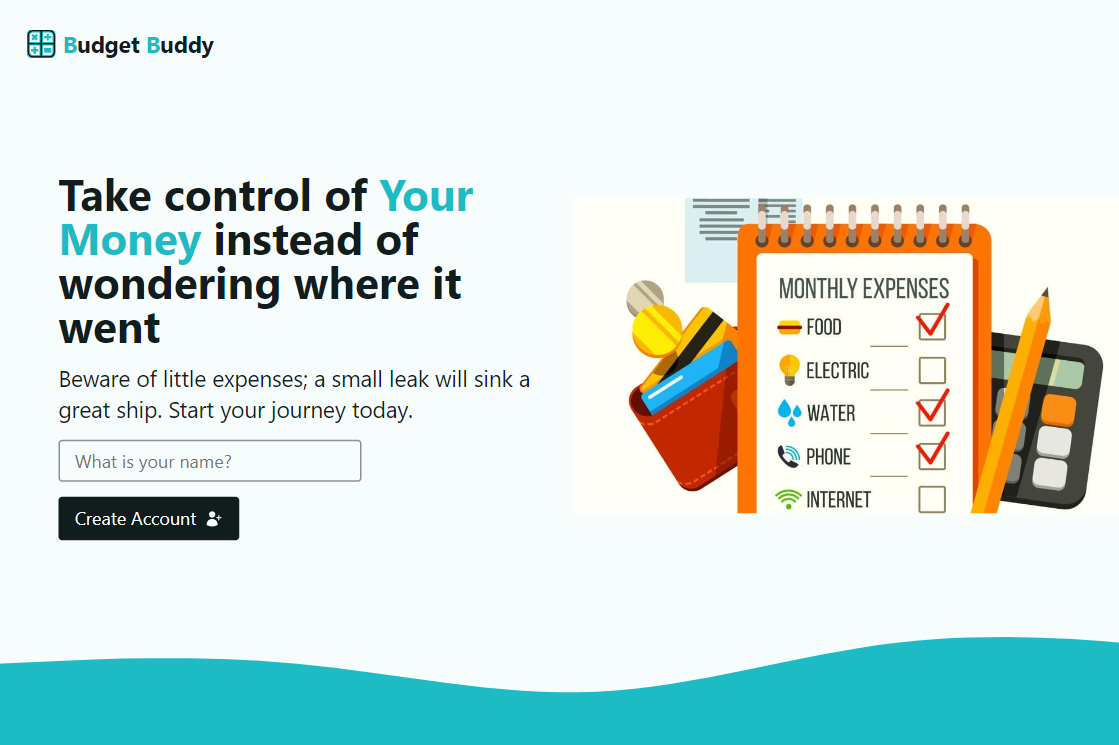 Budget Buddy
Take control of Your
Money instead of
wondering where it
went
Beware of little expenses; a small leak will sink a
great ship. Start your journey today.
What is your name?
Create Account
MONTHLY EXPENSES
FOOD
ELECTRIC
WATER
PHONE
INTERNET